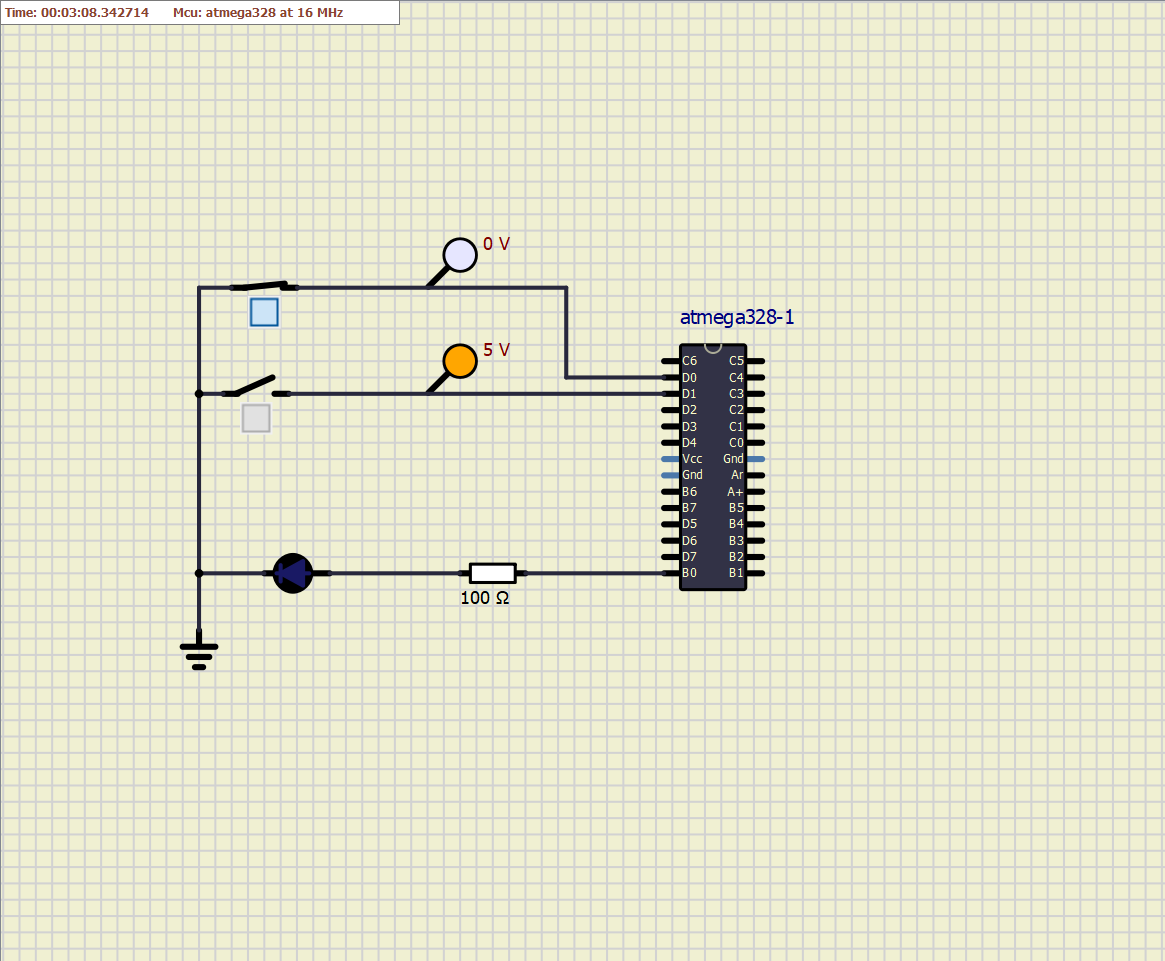 Time: 00:03:08.342714 Mcu: atmega328 at 16 MHz
0 V
5 V
atmega328-1
C6 C5
D0 C4
D1 C3
D2 C2
D3 C1
D4 C0
Vcc Gnd
Gnd Ar
B6 A+
B7 B5
D5 B4
D6 B3
D7 B2
B0 B1
100 Ω